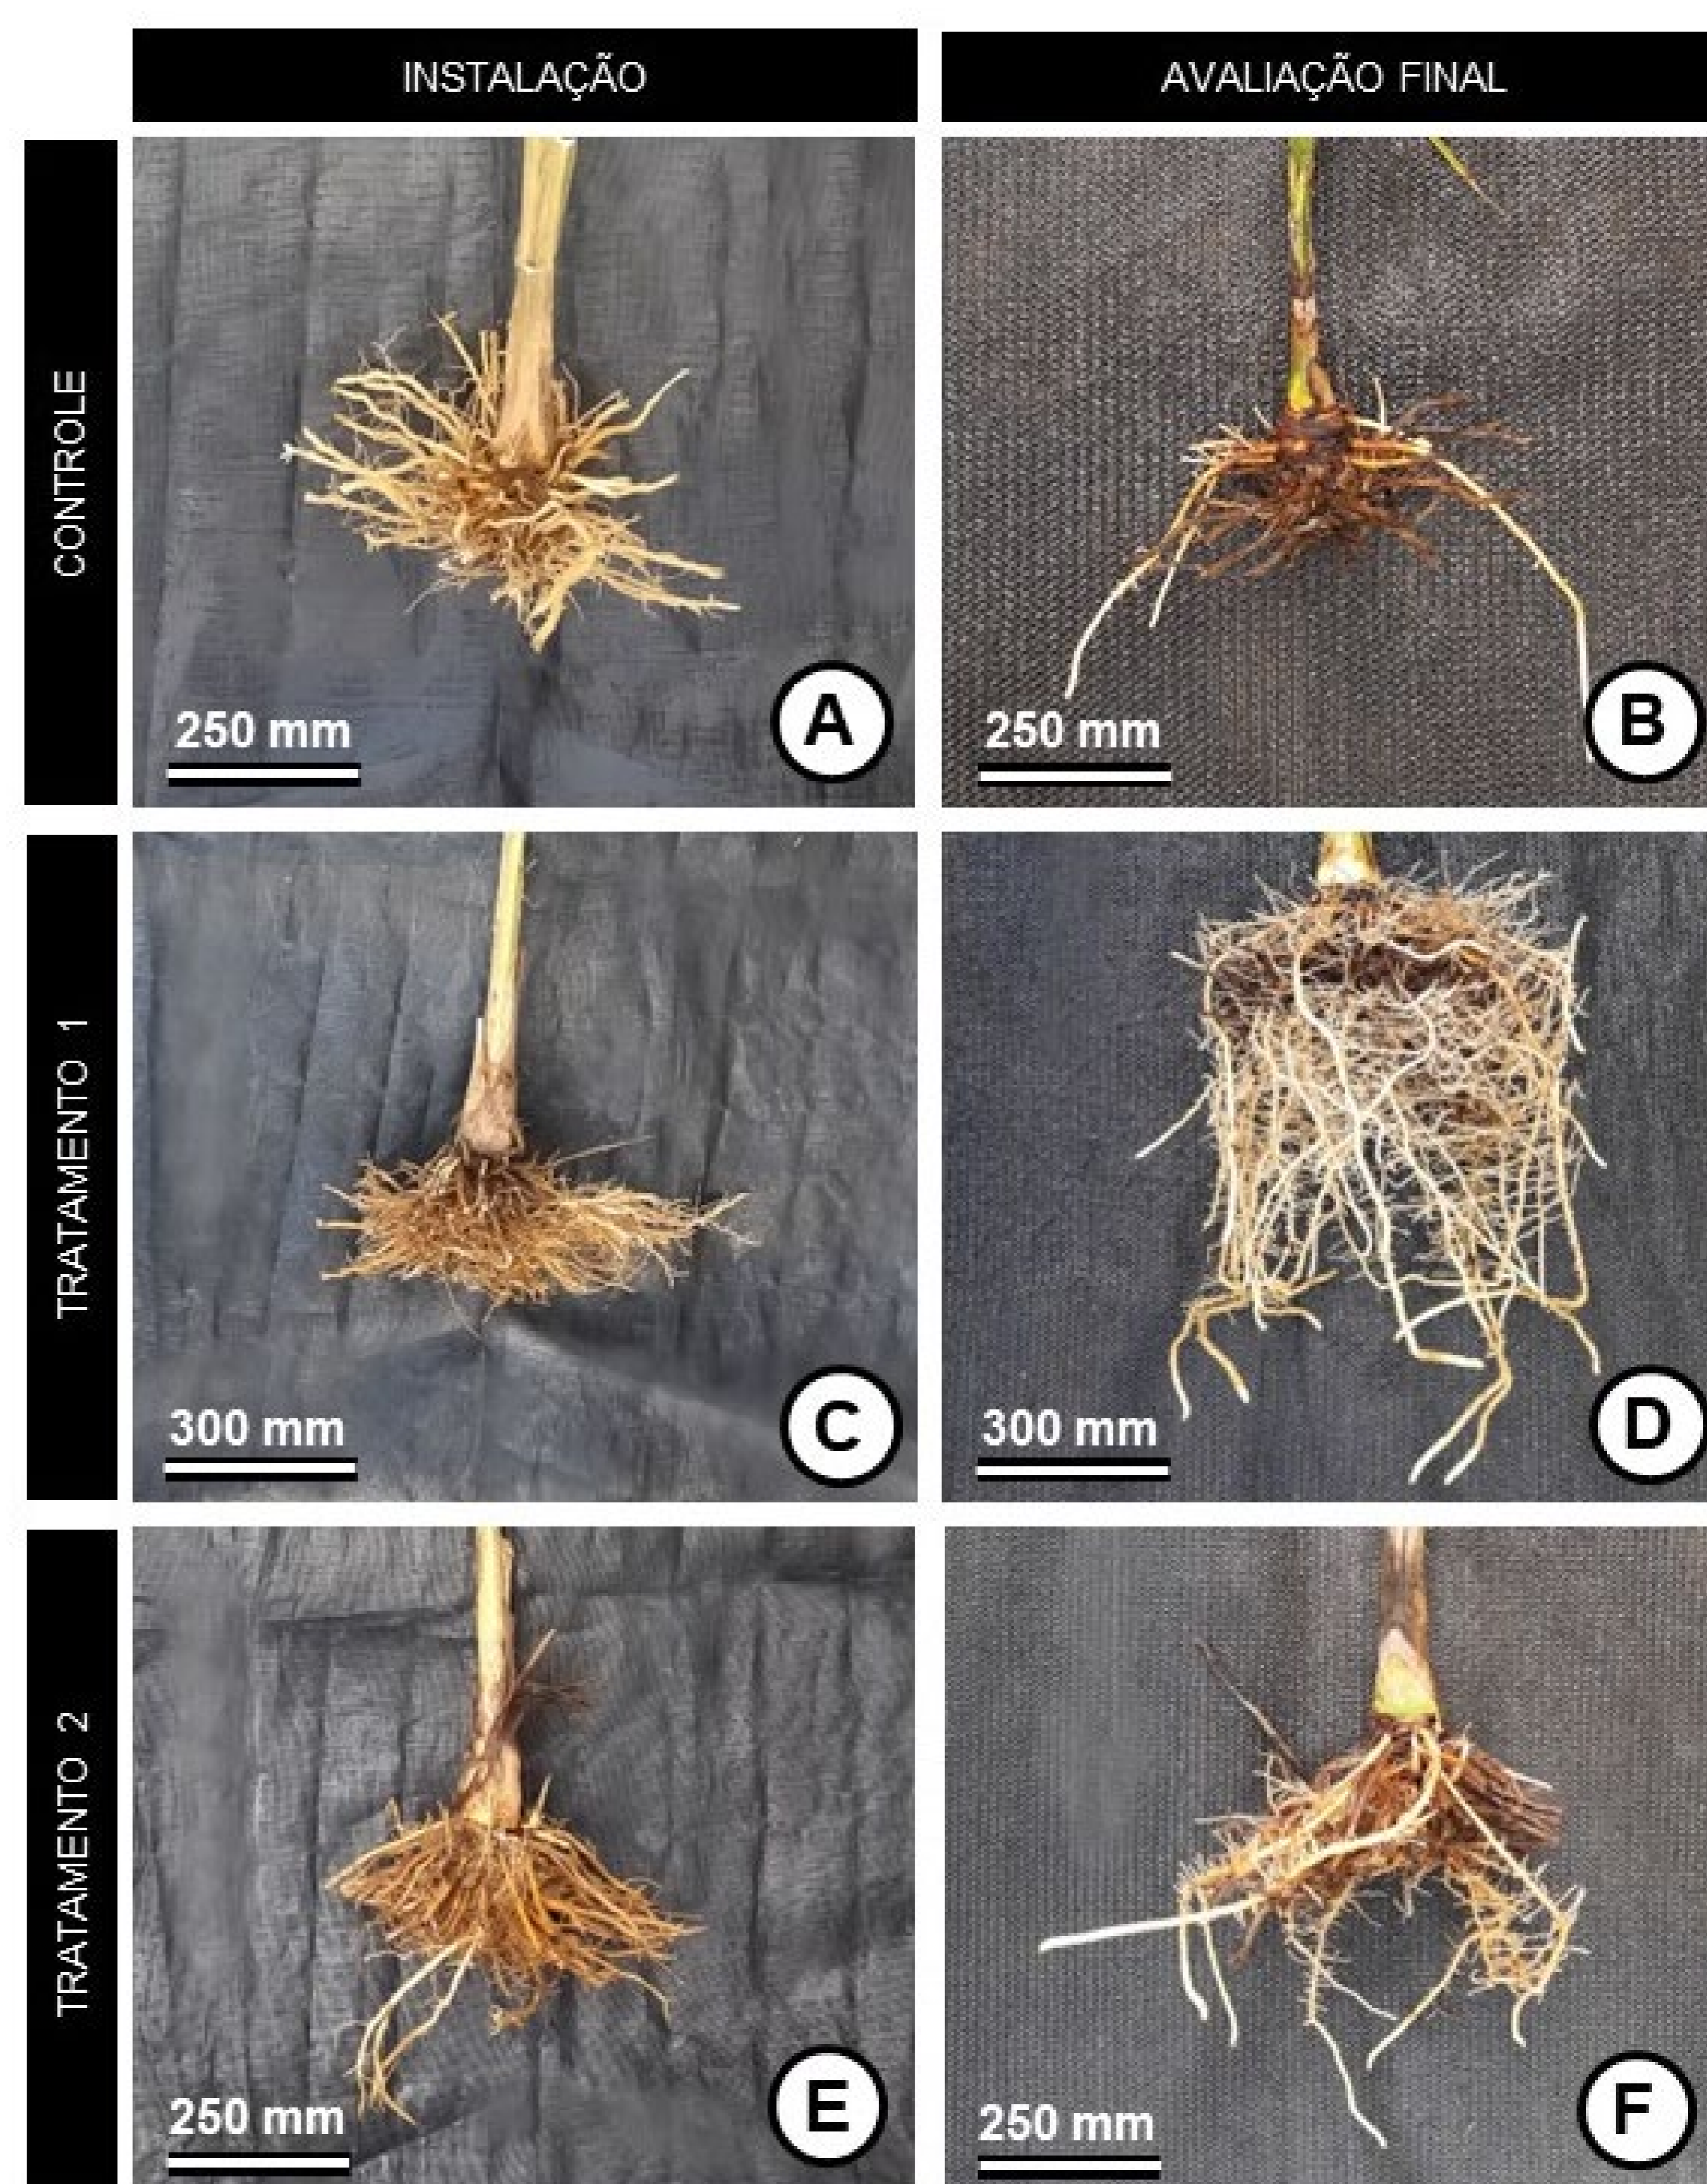 INSTALAÇÃO
AVALIAÇÃO FINAL
CONTROLE
250 mm
A
250 mm
B
TRATAMENTO 1
300 mm
C
300 mm
D
TRATAMENTO 2
250 mm
E
250 mm
F